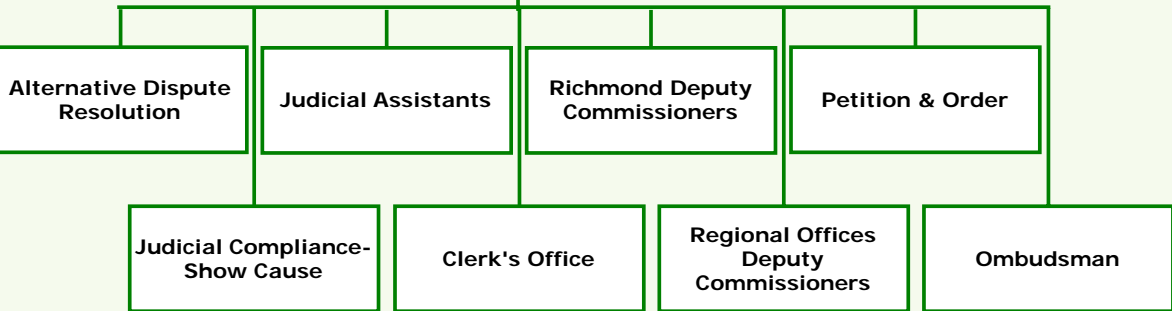 Alternative Dispute
Resolution
Judicial Assistants
Richmond Deputy
Commissioners
Petition & Order
Judicial Compliance-
Show Cause
Clerk's Office
Regional Offices
Deputy
Commissioners
Ombudsman